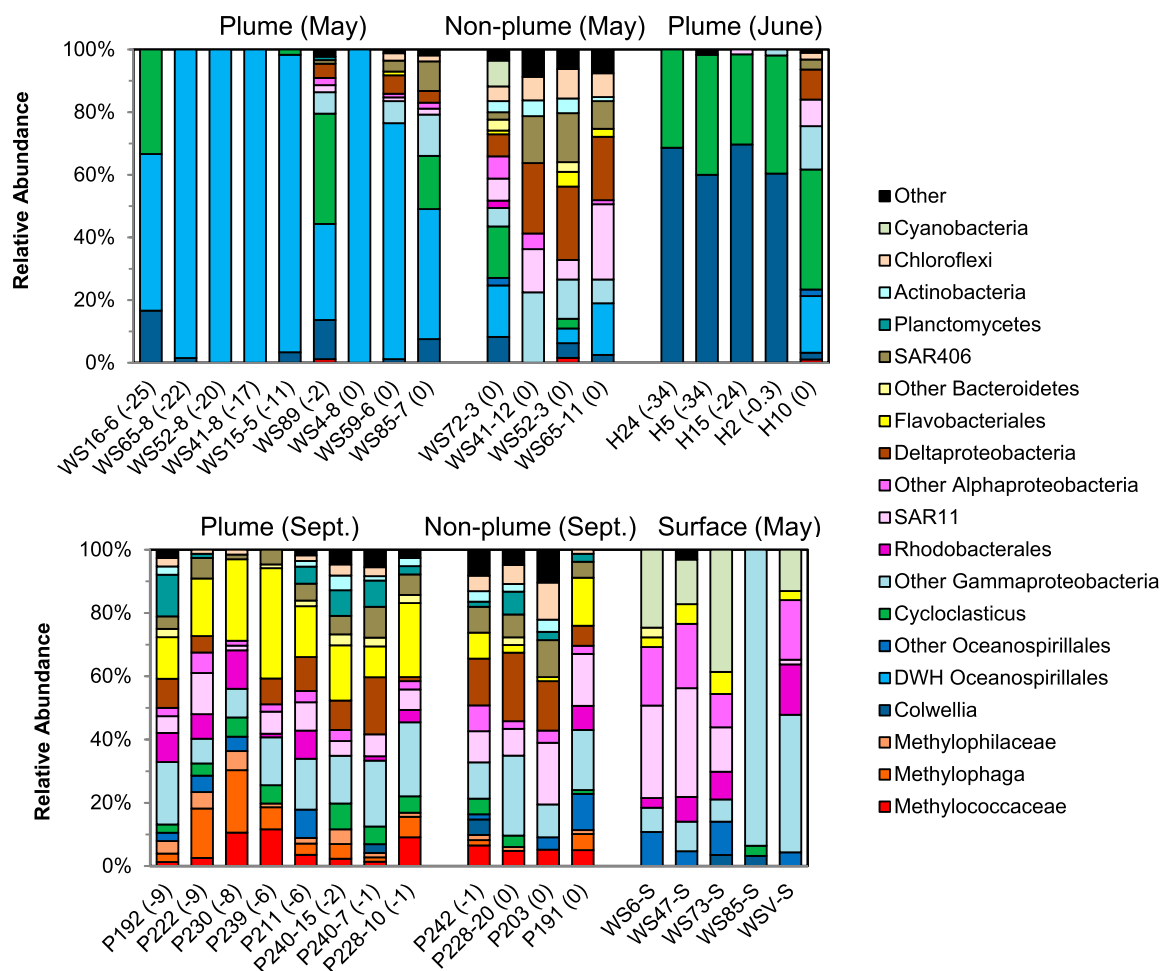 Plume (May) Non-plume (May) Plume (June)
Relative Abundance
100%
80%
60%
40%
20%
0%
WS16-6 (-25)
WS65-8 (-22)
WS52-8 (-20)
WS41-8 (-17)
WS15-5 (-11)
WS89 (-2)
WS4-8 (0)
WS59-6 (0)
WS85-7 (0)
WS72-3 (0)
WS41-12 (0)
WS52-3 (0)
WS65-11 (0)
H24 (-34)
H5 (-34)
H15 (-24)
H2 (-0.3)
H10 (0)
Plume (Sept.) Non-plume (Sept.) Surface (May)
Relative Abundance
100%
80%
60%
40%
20%
0%
P192 (-9)
P222 (-9)
P230 (-8)
P239 (-6)
P211 (-6)
P240-15 (-2)
P240-7 (-1)
P228-10 (-1)
P242 (-1)
P228-20 (0)
P203 (0)
P191 (0)
WS6-S
WS47-S
WS73-S
WS85-S
WSV-S
Other
Cyanobacteria
Chloroflexi
Actinobacteria
Planctomycetes
SAR406
Other Bacteroidetes
Flavobacteriales
Deltaproteobacteria
Other Alphaproteobacteria
SAR11
Rhodobacterales
Other Gammaproteobacteria
Cycloclasticus
Other Oceanospirillales
DWH Oceanospirillales
Colwellia
Methylophilaceae
Methylophaga
Methylococcaceae